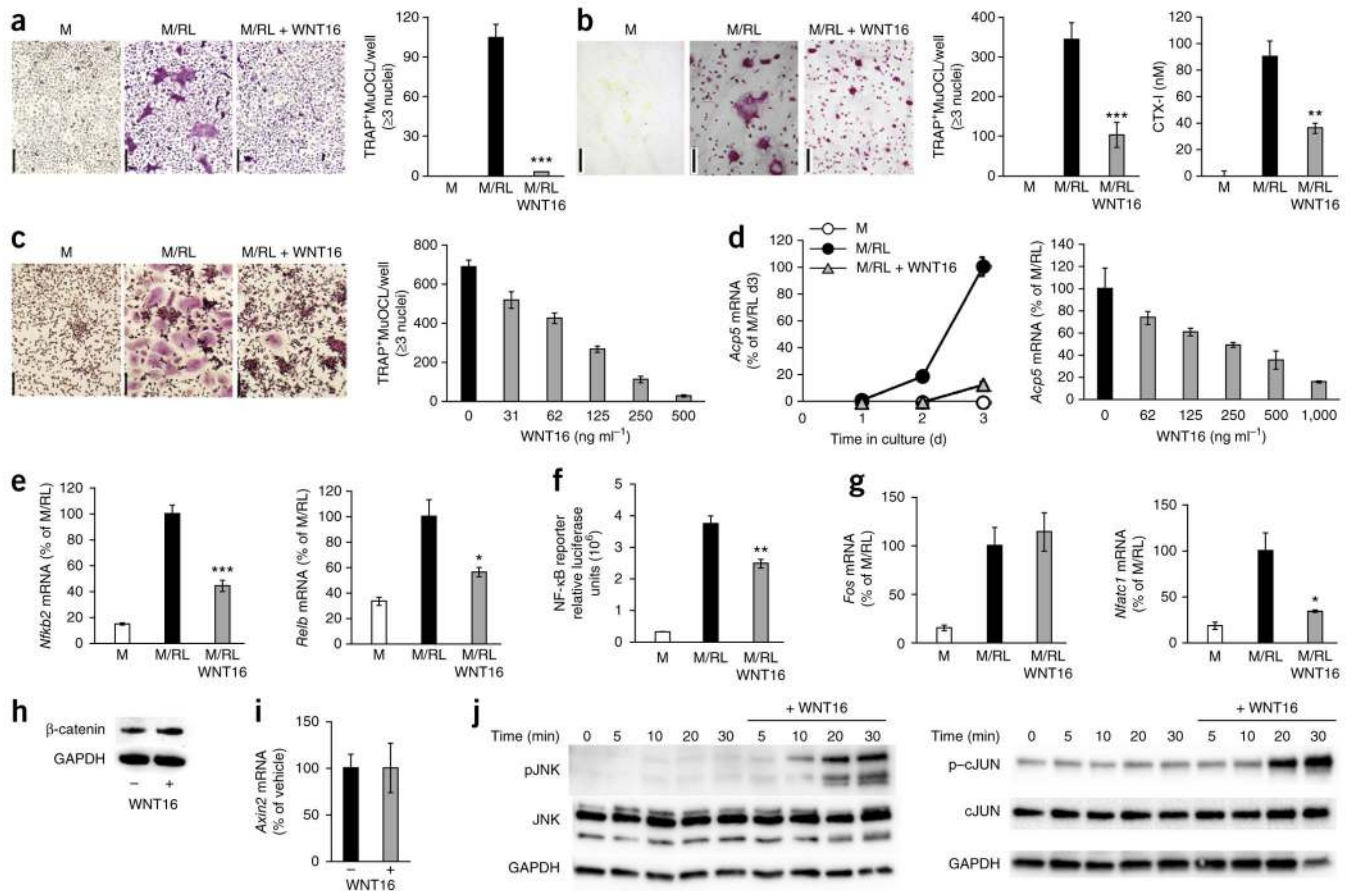 a
M M/RL M/RL + WNT16
TRAP⁺MuOCL/well
(≥3 nuclei)
120
90
60
30
0
***
M M/RL M/RL
WNT16
b
M M/RL M/RL + WNT16
TRAP⁺MuOCL/well
(≥3 nuclei)
400
300
200
100
0
***
M M/RL M/RL
WNT16
CTX-I (nM)
120
100
80
60
40
20
0
**
M M/RL M/RL
WNT16
c
M M/RL M/RL + WNT16
TRAP⁺MuOCL/well
(≥3 nuclei)
800
600
400
200
0
0 31 62 125 250 500
WNT16 (ng ml⁻¹)
d
M
M/RL
M/RL + WNT16
Acp5 mRNA
(% of M/RL d3)
120
100
80
60
40
20
0
0 1 2 3
Time in culture (d)
Acp5 mRNA (% of M/RL)
140
120
100
80
60
40
20
0
0 62 125 250 500 1,000
WNT16 (ng ml⁻¹)
e
Nfkb2 mRNA (% of M/RL)
120
100
80
60
40
20
0
***
M M/RL M/RL
WNT16
Relb mRNA (% of M/RL)
120
100
80
60
40
20
0
*
M M/RL M/RL
WNT16
f
NF-κB reporter
relative luciferase
units (10⁶)
5
4
3
2
1
0
**
M M/RL M/RL
WNT16
g
Fos mRNA
(% of M/RL)
150
100
50
0
M M/RL M/RL
WNT16
Nfatc1 mRNA
(% of M/RL)
150
100
50
0
*
M M/RL M/RL
WNT16
h
β-catenin
GAPDH
– +
WNT16
i
Axin2 mRNA
(% of vehicle)
150
100
50
0
– +
WNT16
j
+ WNT16
Time (min) 0 5 10 20 30 5 10 20 30
pJNK
JNK
GAPDH
+ WNT16
Time (min) 0 5 10 20 30 5 10 20 30
p–cJUN
cJUN
GAPDH